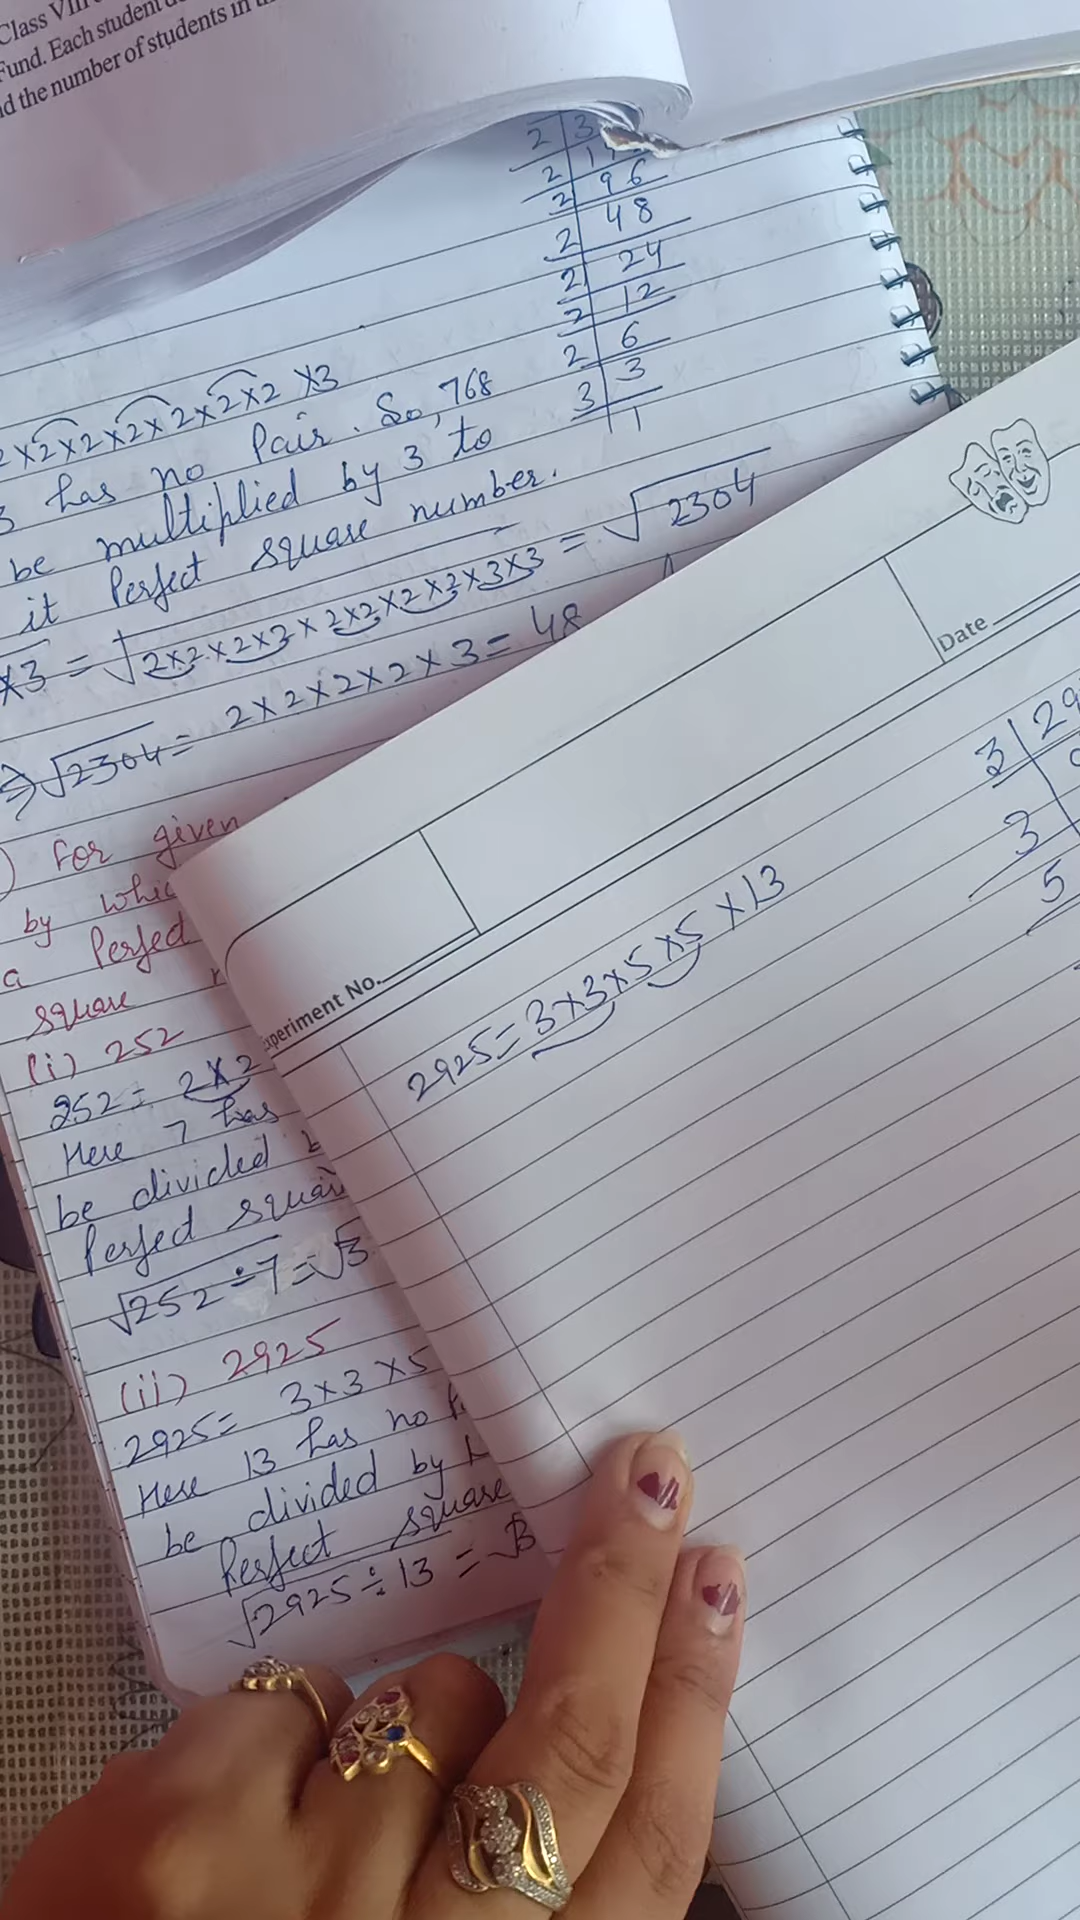 Class VIII
Fund. Each student
d the number of students in
2 3
2 1
2 96
2 48
2 24
2 12
2 6
3 3
1
×2×2×2×2×2×2×2 ×3
3 has no Pair. So, 768
be multiplied by 3 to
it Perfect square number.
×3 = √2×2×2×3×2×2×2×2×3×3 = √2304
⇒ √2304 = 2×2×2×2×3 = 48
) For given
by whic
a Perfect
square
(i) 252
252 = 2×2
Here 7 has
be divided
Perfect square
√252÷7 = √3
(ii) 2925
2925 = 3×3×5
Here 13 has no
be divided by
Perfect square
√2925÷13 =
Date
3 29
3
5
Experiment No.
2925 = 3×3×5×5×13